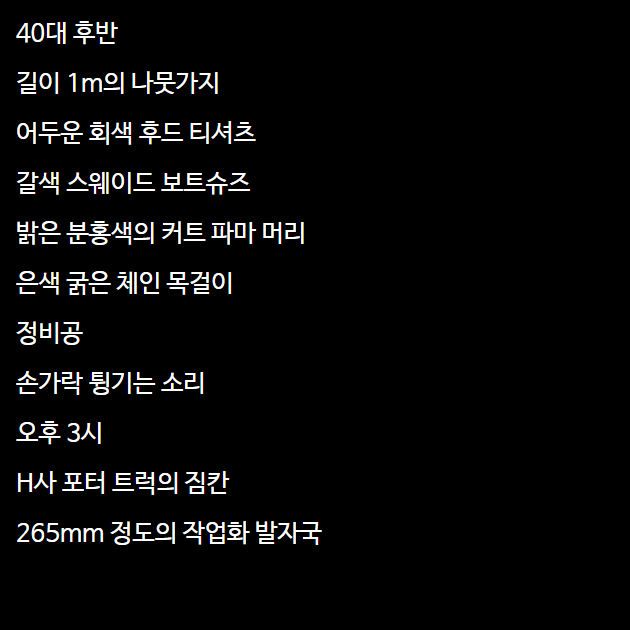 40대 후반
길이 1m의 나뭇가지
어두운 회색 후드 티셔츠
갈색 스웨이드 보트슈즈
밝은 분홍색의 커트 파마 머리
은색 굵은 체인 목걸이
정비공
손가락 튕기는 소리
오후 3시
H사 포터 트럭의 짐칸
265mm 정도의 작업화 발자국